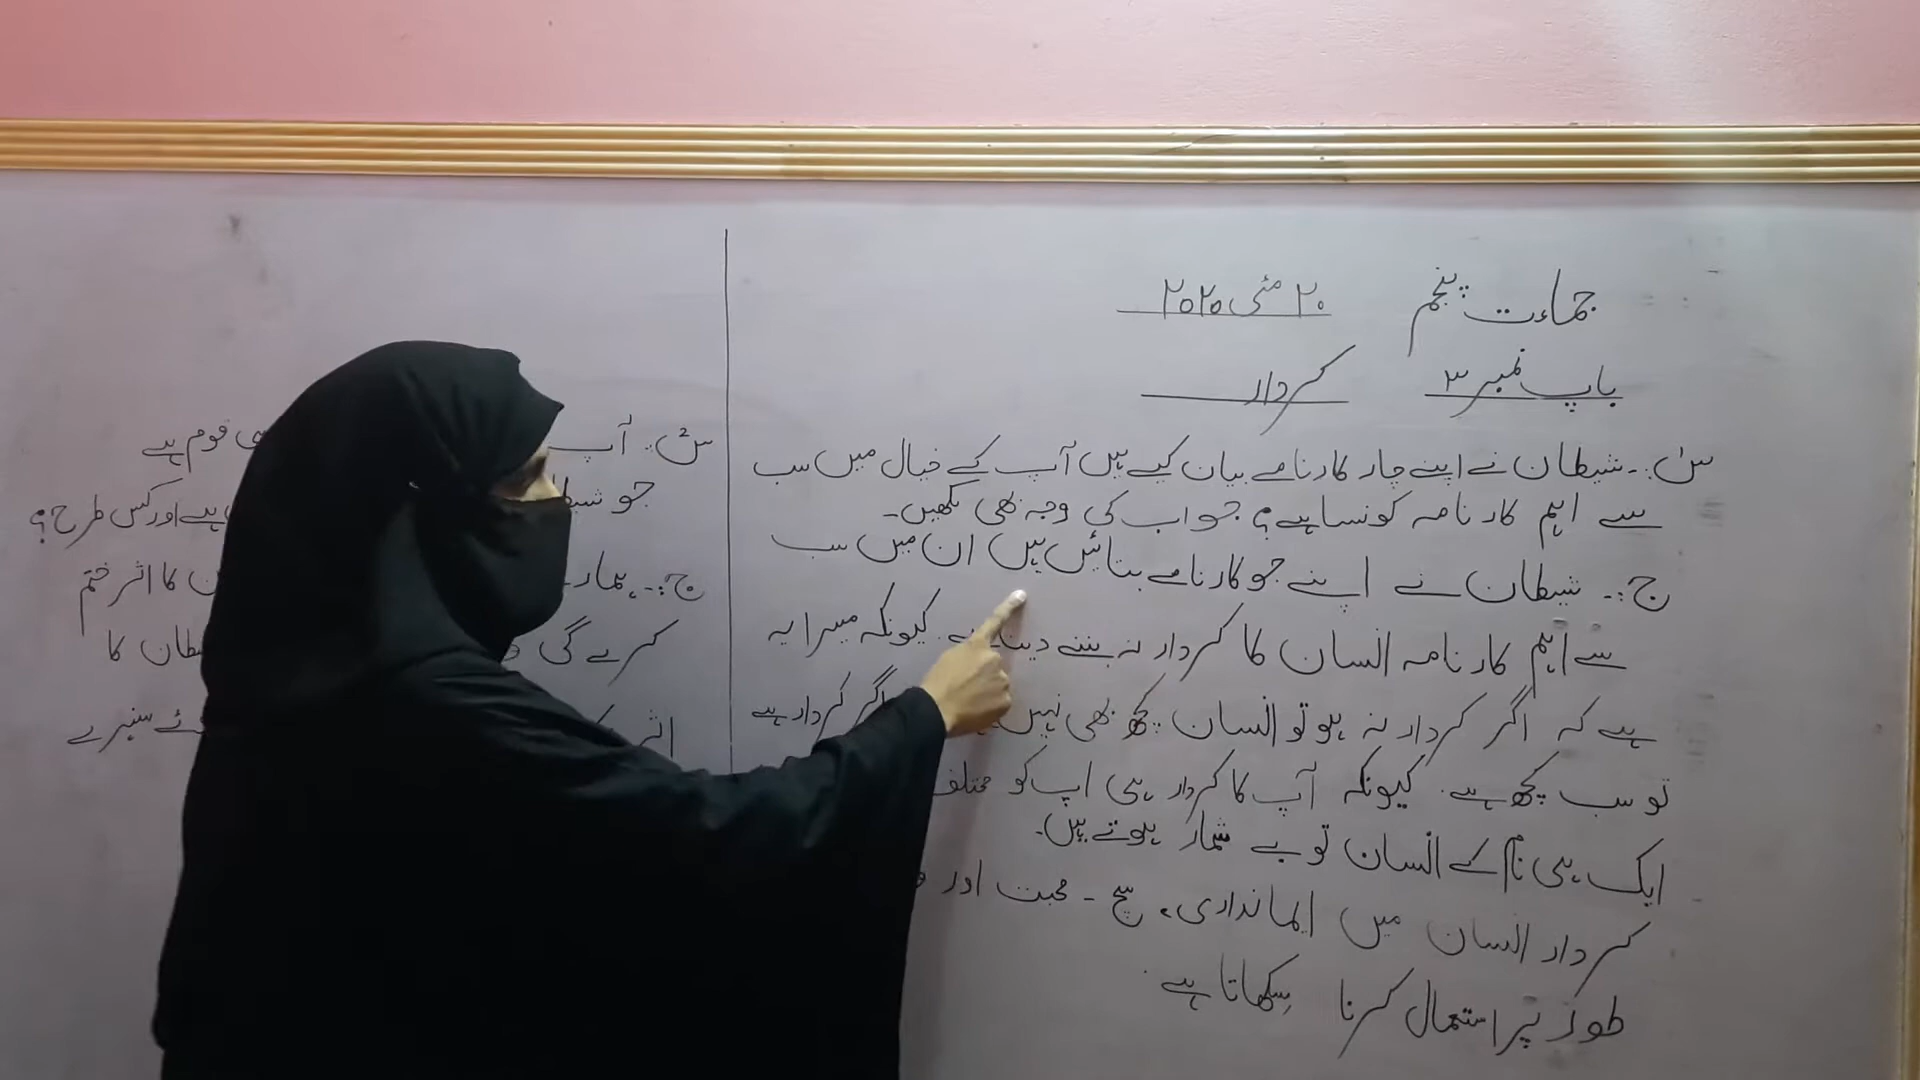 جماعت پنجم ۲۰ مئی ۲۰۲۰
باب نمبر ۳ کردار
س۱:۔ شیطان نے اپنے چار کارنامے بیان کیے ہیں آپ کے خیال میں سب
سے اہم کارنامہ کونسا ہے؟ جواب کی وجہ بھی لکھیں۔
ج:۔ شیطان نے اپنے جو کارنامے بتائیں ہیں ان میں سب
سے اہم کارنامہ انسان کا کردار نہ بننے دینا کیونکہ میرا یہ
ہے کہ اگر کردار نہ ہو تو انسان کچھ بھی نہیں اگر کردار ہے
تو سب کچھ ہے۔ کیونکہ آپ کا کردار ہی اپ کو
ایک ہی نام کے انسان تو بے شمار ہوتے ہیں۔
کردار انسان میں ایمانداری، سچ ۔ محبت اور
طور پر استعمال کرنا سِکھاتا ہے۔
س۲:۔ آپ قوم ہے
جو ہے اور کس طرح؟
ج:۔ ہمار کا اثر ختم
کرے گی کا
اثر